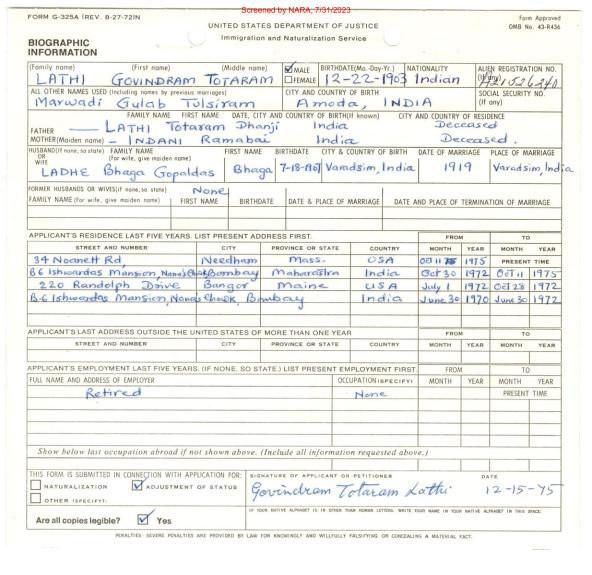 Screened by NARA, 7/31/2023
FORM G-325A (REV. 8-27-72)N
UNITED STATES DEPARTMENT OF JUSTICE
Form Approved
OMB No. 43-R436
Immigration and Naturalization Service
BIOGRAPHIC
INFORMATION
(Family name) (First name) (Middle name) MALE FEMALE BIRTHDATE(Mo.-Day-Yr.) NATIONALITY ALIEN REGISTRATION NO. (If any)
LATHI GOVINDRAM TOTARAM 12-22-1903 Indian A21526240
ALL OTHER NAMES USED (Including names by previous marriages) CITY AND COUNTRY OF BIRTH SOCIAL SECURITY NO. (If any)
Marwadi Gulab Tulsiram Amoda, INDIA
FAMILY NAME FIRST NAME DATE, CITY AND COUNTRY OF BIRTH(If known) CITY AND COUNTRY OF RESIDENCE
FATHER LATHI Totaram Dhanji India Deceased
MOTHER(Maiden name) INDANI Ramabai India Deceased.
HUSBAND(If none, so state) OR WIFE FAMILY NAME (For wife, give maiden name) FIRST NAME BIRTHDATE CITY & COUNTRY OF BIRTH DATE OF MARRIAGE PLACE OF MARRIAGE
LADHE Bhaga Gopaldas Bhaga 7-18-1907 Varadsim, India 1919 Varadsim, India
FORMER HUSBANDS OR WIVES(if none, so state) None
FAMILY NAME (For wife, give maiden name) FIRST NAME BIRTHDATE DATE & PLACE OF MARRIAGE DATE AND PLACE OF TERMINATION OF MARRIAGE
APPLICANT'S RESIDENCE LAST FIVE YEARS. LIST PRESENT ADDRESS FIRST. FROM TO
STREET AND NUMBER CITY PROVINCE OR STATE COUNTRY MONTH YEAR MONTH YEAR
34 Noanett Rd, Needham Mass. USA Oct 11 1975 PRESENT TIME
B6 Ishwardas Mansion, Nana's Chowk Bombay Maharastra India Oct 30 1972 Oct 11 1975
220 Randolph Drive Bangor Maine USA July 1 1972 Oct 28 1972
B-6 Ishwardas Mansion, Nana's Chowk, Bombay India June 30 1970 June 30 1972
APPLICANT'S LAST ADDRESS OUTSIDE THE UNITED STATES OF MORE THAN ONE YEAR FROM TO
STREET AND NUMBER CITY PROVINCE OR STATE COUNTRY MONTH YEAR MONTH YEAR
APPLICANT'S EMPLOYMENT LAST FIVE YEARS. (IF NONE, SO STATE.) LIST PRESENT EMPLOYMENT FIRST. FROM TO
FULL NAME AND ADDRESS OF EMPLOYER OCCUPATION (SPECIFY) MONTH YEAR MONTH YEAR
Retired None PRESENT TIME
Show below last occupation abroad if not shown above. (Include all information requested above.)
THIS FORM IS SUBMITTED IN CONNECTION WITH APPLICATION FOR: SIGNATURE OF APPLICANT OR PETITIONER DATE
NATURALIZATION ADJUSTMENT OF STATUS
Govindram Totaram Lathi 12-15-75
OTHER (SPECIFY):
IF YOUR NATIVE ALPHABET IS IN OTHER THAN ROMAN LETTERS, WRITE YOUR NAME IN YOUR NATIVE ALPHABET IN THIS SPACE:
Are all copies legible? Yes
PENALTIES: SEVERE PENALTIES ARE PROVIDED BY LAW FOR KNOWINGLY AND WILLFULLY FALSIFYING OR CONCEALING A MATERIAL FACT.